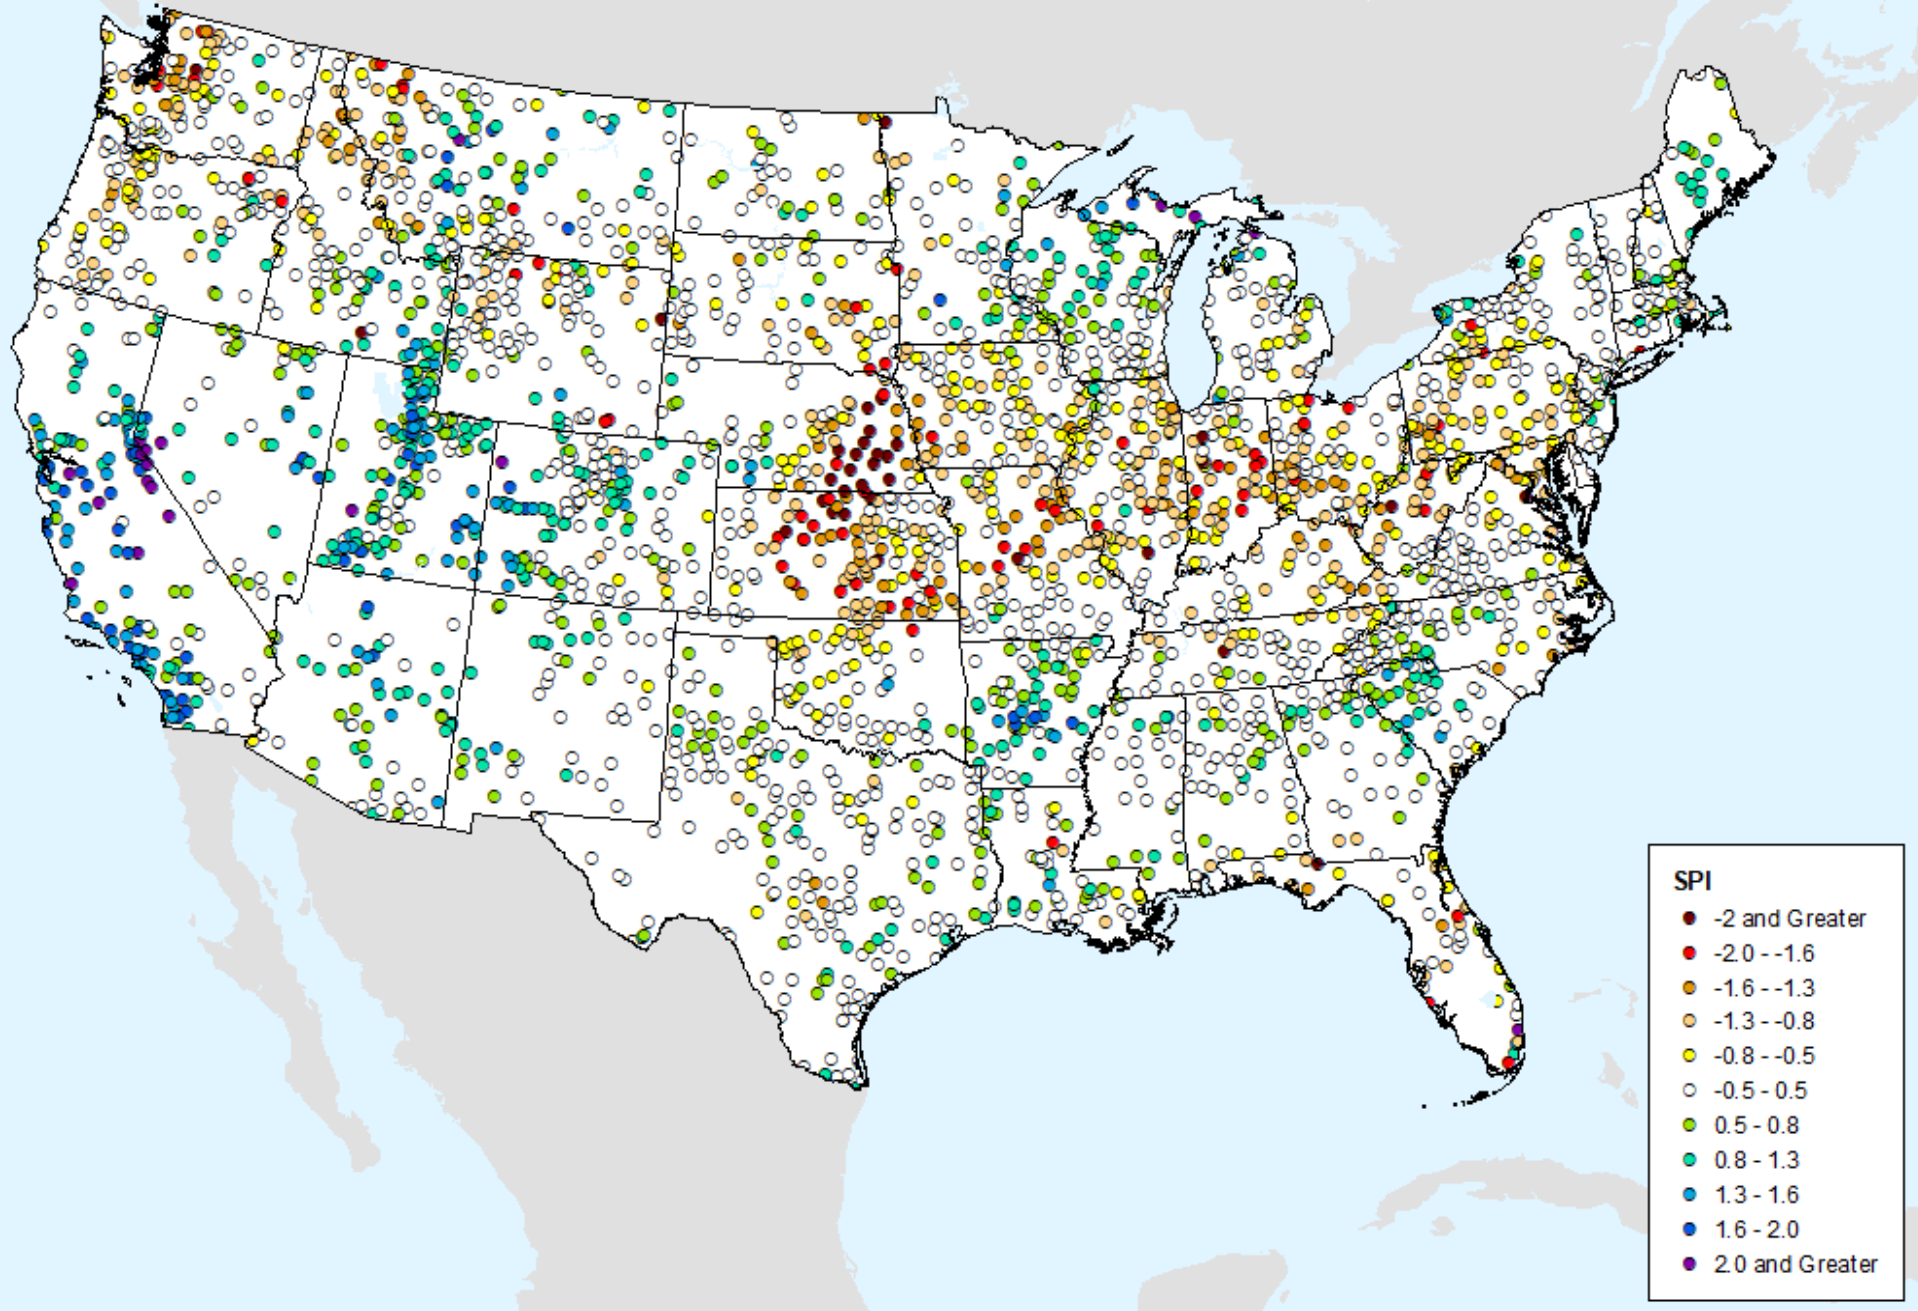 SPI
-2 and Greater
-2.0 - -1.6
-1.6 - -1.3
-1.3 - -0.8
-0.8 - -0.5
-0.5 - 0.5
0.5 - 0.8
0.8 - 1.3
1.3 - 1.6
1.6 - 2.0
2.0 and Greater